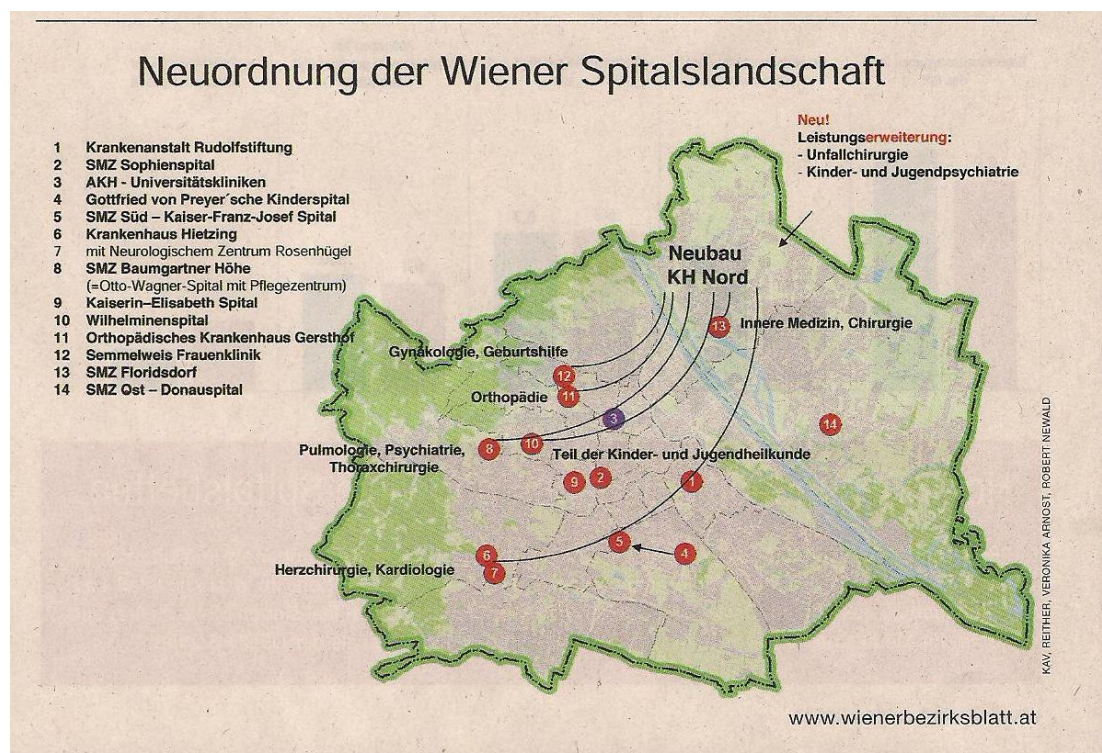 Neuordnung der Wiener Spitalslandschaft
1 Krankenanstalt Rudolfstiftung
2 SMZ Sophienspital
3 AKH - Universitätskliniken
4 Gottfried von Preyer´sche Kinderspital
5 SMZ Süd – Kaiser-Franz-Josef Spital
6 Krankenhaus Hietzing
7 mit Neurologischem Zentrum Rosenhügel
8 SMZ Baumgartner Höhe
(=Otto-Wagner-Spital mit Pflegezentrum)
9 Kaiserin–Elisabeth Spital
10 Wilhelminenspital
11 Orthopädisches Krankenhaus Gersthof
12 Semmelweis Frauenklinik
13 SMZ Floridsdorf
14 SMZ Ost – Donauspital
Neu!
Leistungserweiterung:
- Unfallchirurgie
- Kinder- und Jugendpsychiatrie
Neubau
KH Nord
13 Innere Medizin, Chirurgie
Gynäkologie, Geburtshilfe
12
Orthopädie 11
3
14
Pulmologie, Psychiatrie,
Thoraxchirurgie
8
10
Teil der Kinder- und Jugendheilkunde
9
2
1
5
4
6
Herzchirurgie, Kardiologie
7
KAV, REITHER, VERONIKA ARNOST, ROBERT NEWALD
www.wienerbezirksblatt.at